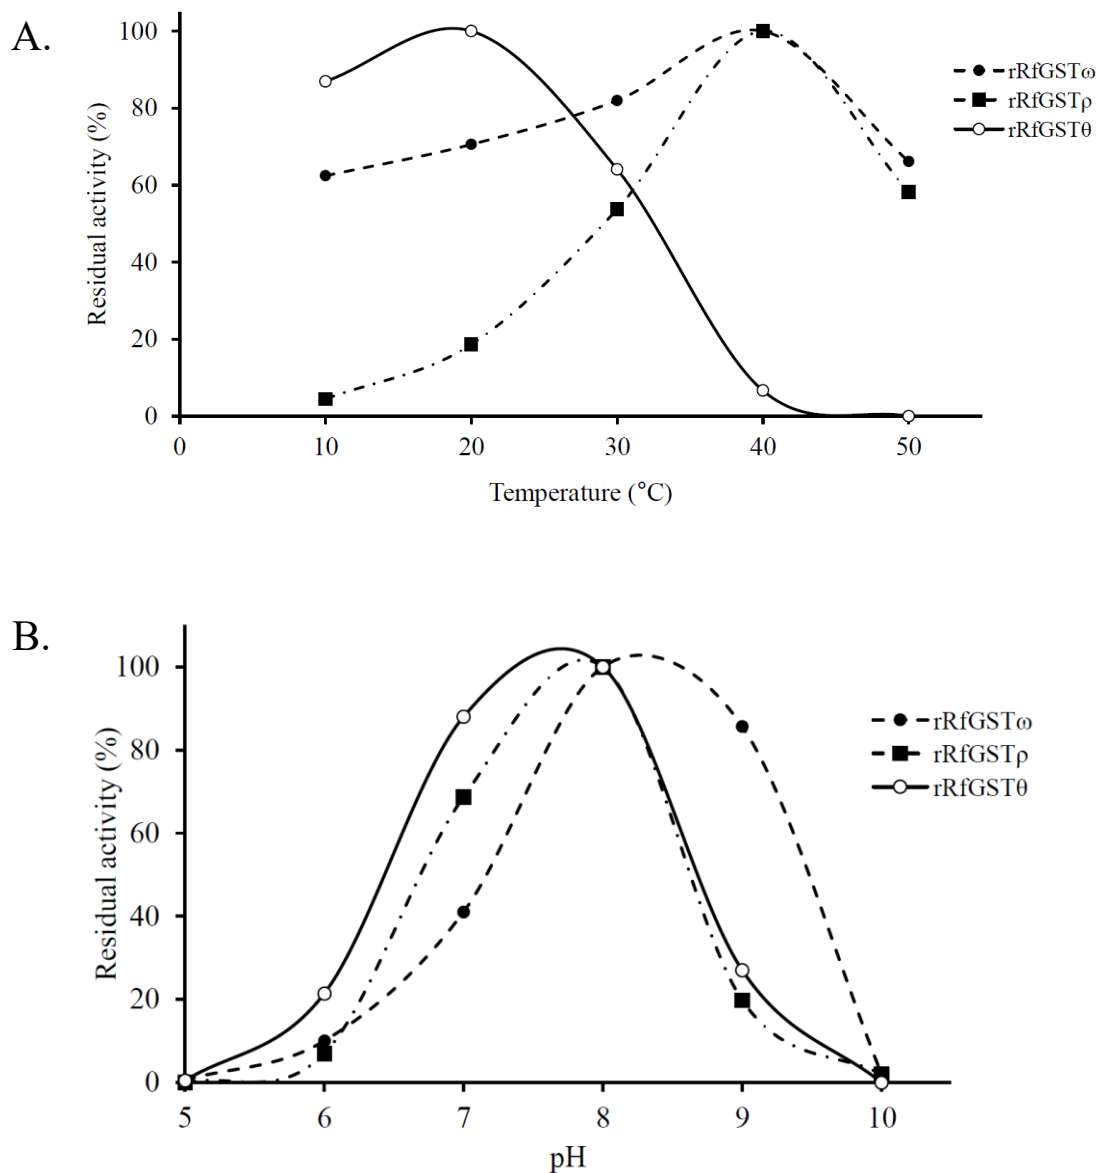 A.
100
80
60
40
20
0
Residual activity (%)
0 10 20 30 40 50
Temperature (°C)
rRfGSTω
rRfGSTρ
rRfGSTθ
B.
100
80
60
40
20
0
Residual activity (%)
5 6 7 8 9 10
pH
rRfGSTω
rRfGSTρ
rRfGSTθ